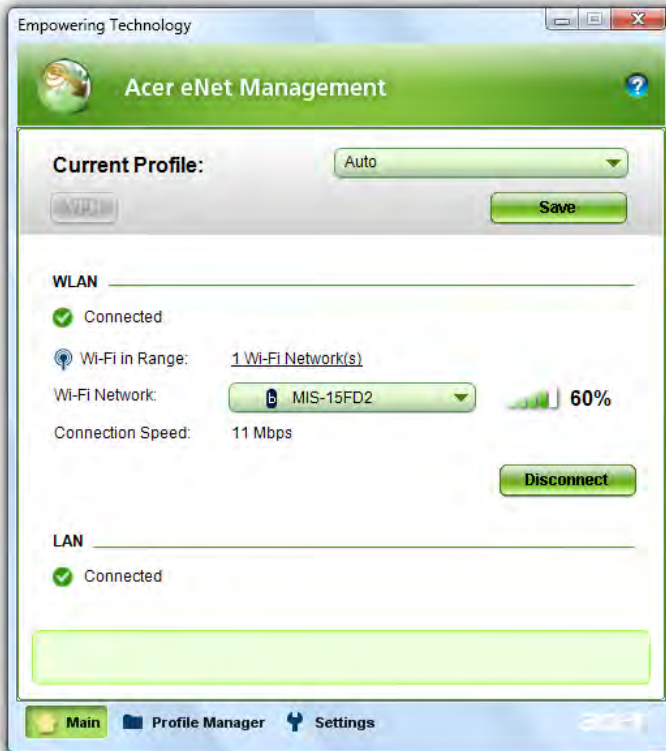 Empowering Technology
Acer eNet Management
?
Current Profile:
Auto
Save
WLAN
Connected
Wi-Fi in Range: 1 Wi-Fi Network(s)
Wi-Fi Network: b MIS-15FD2 60%
Connection Speed: 11 Mbps
Disconnect
LAN
Connected
Main Profile Manager Settings
acer